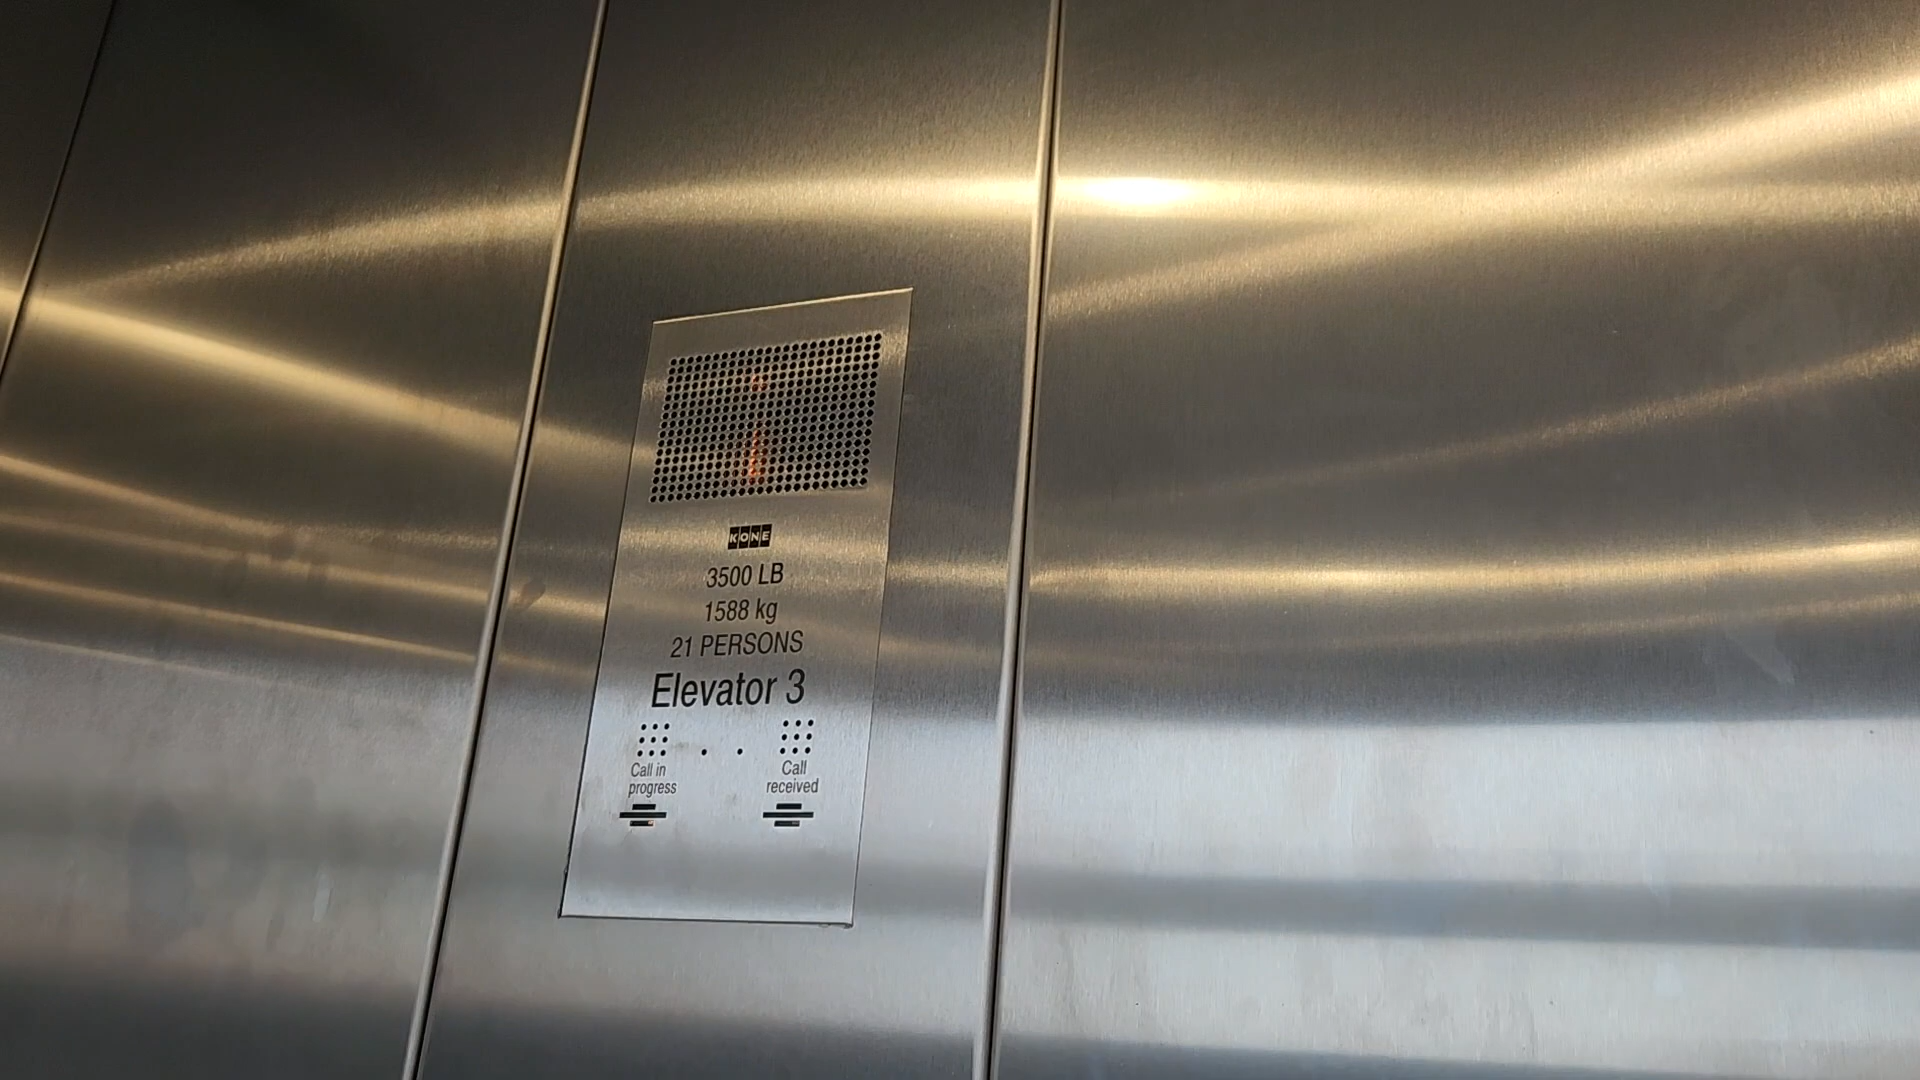 KONE
3500 LB
1588 kg
21 PERSONS
Elevator 3
Call in
progress
Call
received